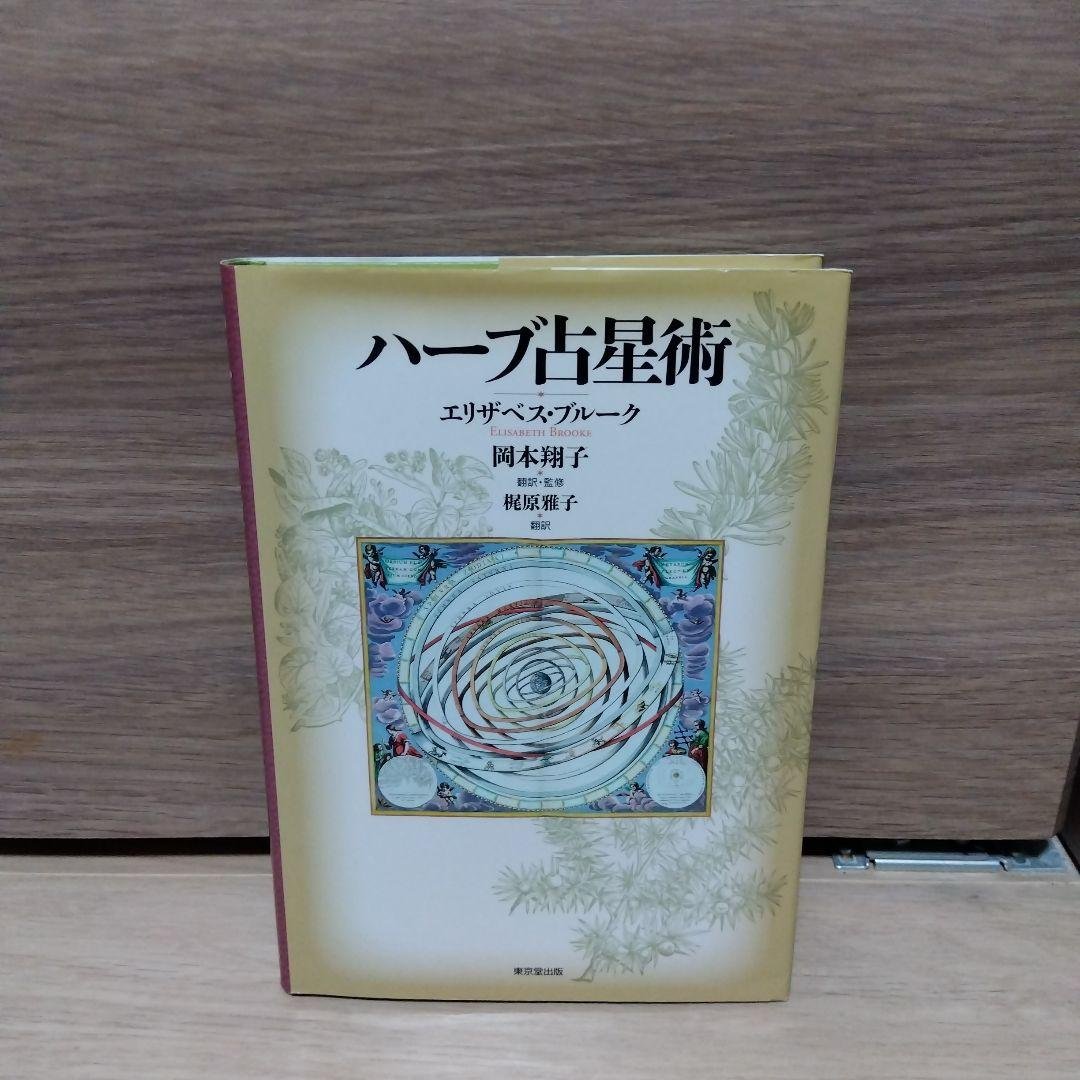 ハーブ占星術
エリザベス・ブルーク
ELISABETH BROOKE
岡本翔子
翻訳・監修
梶原雅子
翻訳
東京堂出版